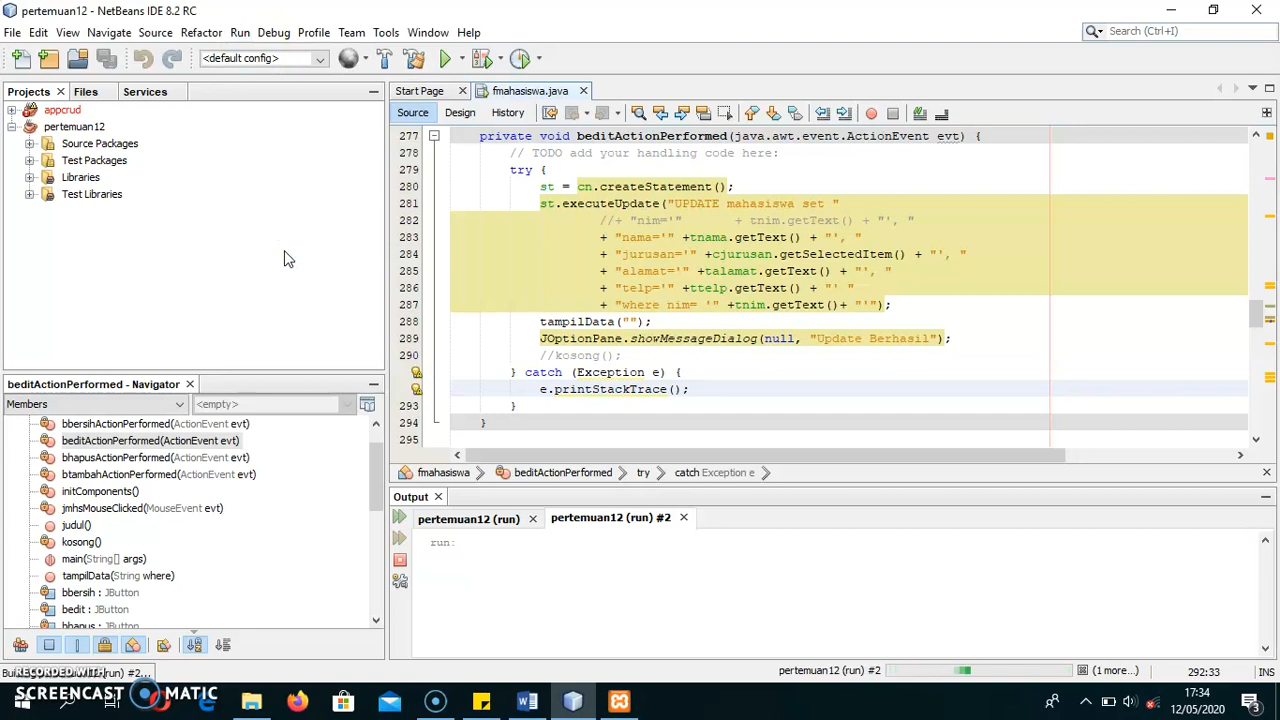 pertemuan12 - NetBeans IDE 8.2 RC
File Edit View Navigate Source Refactor Run Debug Profile Team Tools Window Help
Search (Ctrl+I)
<default config>
Projects Files Services
Start Page fmahasiswa.java
appcrud
pertemuan12
Source Packages
Test Packages
Libraries
Test Libraries
Source Design History
277 private void beditActionPerformed(java.awt.event.ActionEvent evt) {
278 // TODO add your handling code here:
279 try {
280 st = cn.createStatement();
281 st.executeUpdate("UPDATE mahasiswa set "
282 //+ "nim='" + tnim.getText() + "', "
283 + "nama='" +tnama.getText() + "', "
284 + "jurusan='" +cjurusan.getSelectedItem() + "', "
285 + "alamat='" +talamat.getText() + "', "
286 + "telp='" +ttelp.getText() + "' "
287 + "where nim= '" +tnim.getText()+ "'");
288 tampilData("");
289 JOptionPane.showMessageDialog(null, "Update Berhasil");
290 //kosong();
} catch (Exception e) {
e.printStackTrace();
293 }
294 }
295
fmahasiswa beditActionPerformed try catch Exception e
beditActionPerformed - Navigator
Members <empty>
bbersihActionPerformed(ActionEvent evt)
beditActionPerformed(ActionEvent evt)
bhapusActionPerformed(ActionEvent evt)
btambahActionPerformed(ActionEvent evt)
initComponents()
jmhsMouseClicked(MouseEvent evt)
judul()
kosong()
main(String[] args)
tampilData(String where)
bbersih : JButton
bedit : JButton
bhapus : JButton
Output
pertemuan12 (run) pertemuan12 (run) #2
run:
RECORDED WITH
SCREENCAST MATIC
(run) #2...
pertemuan12 (run) #2 (1 more...) 292:33 INS
17:34
12/05/2020
3